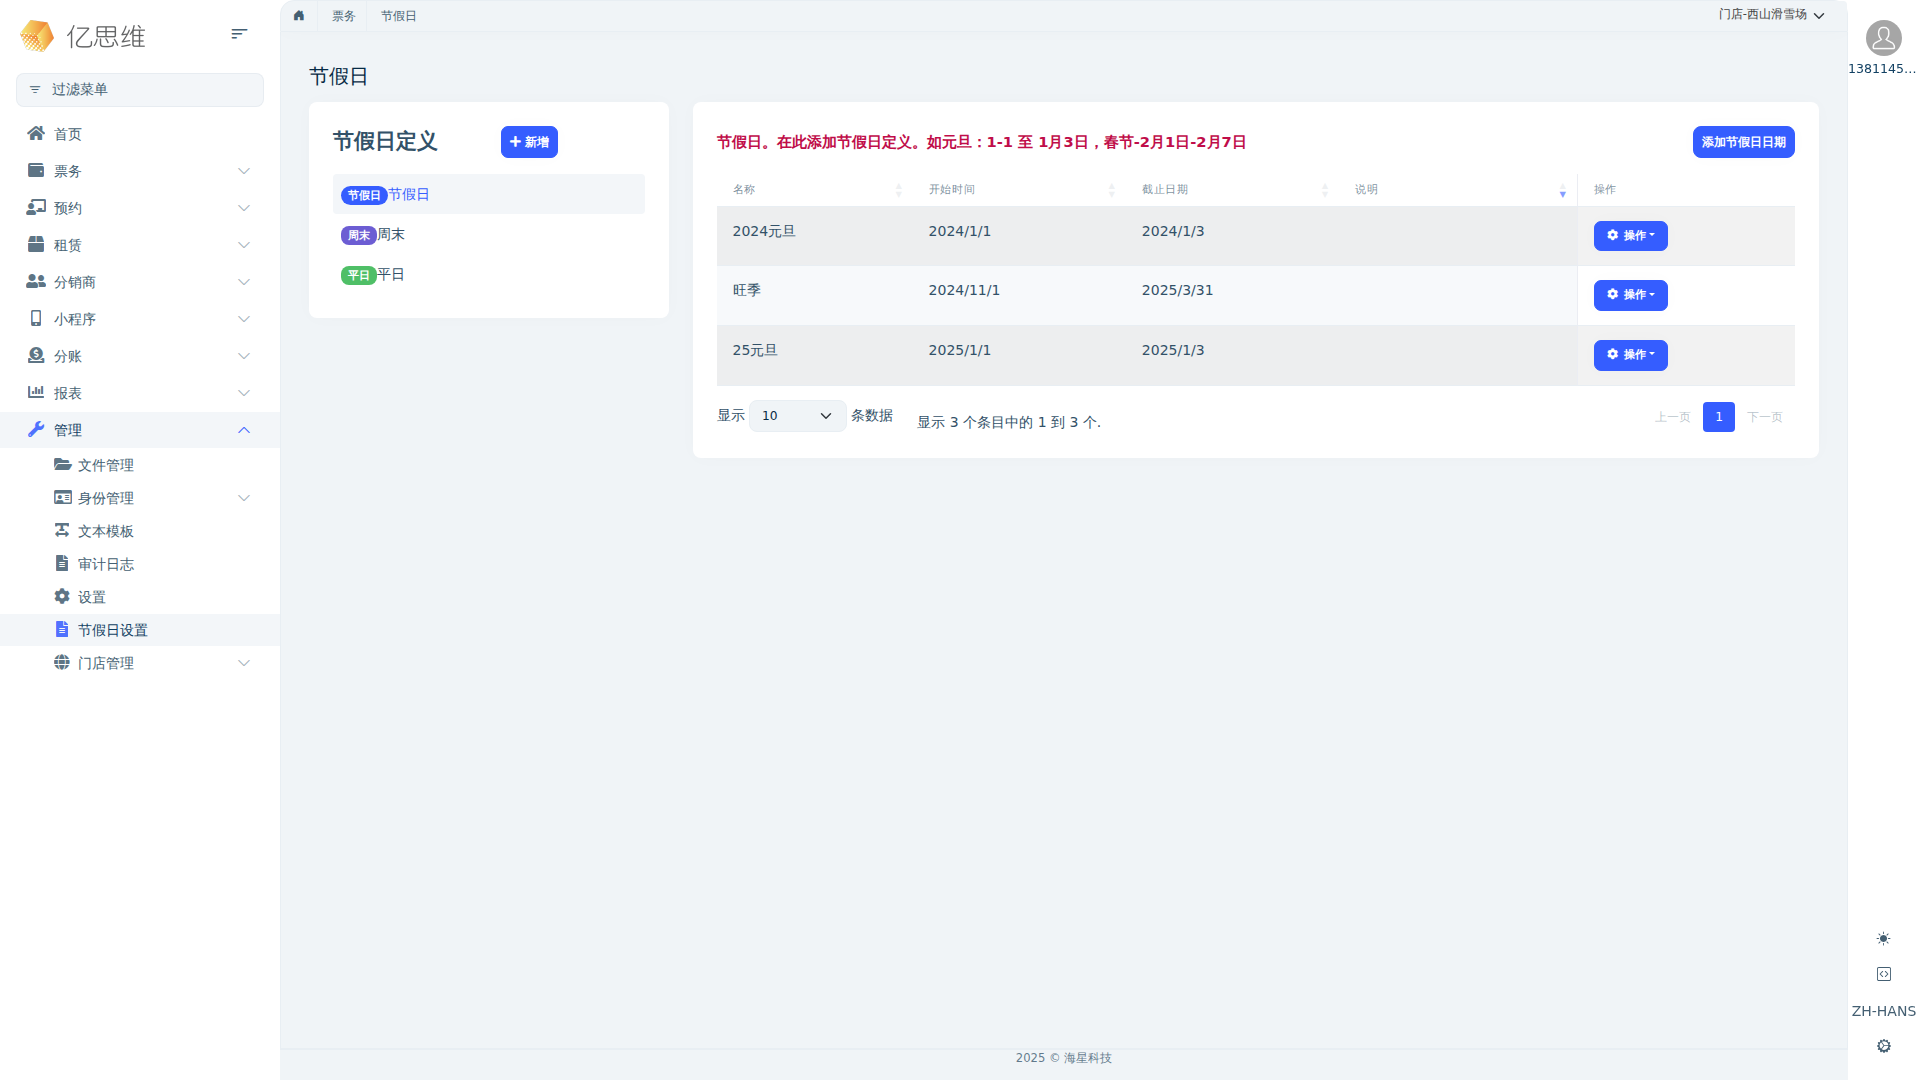 亿思维
过滤菜单
首页
票务
预约
租赁
分销商
小程序
分账
报表
管理
文件管理
身份管理
文本模板
审计日志
设置
节假日设置
门店管理
票务
节假日
门店-西山滑雪场
节假日
节假日定义
新增
节假日 节假日
周末 周末
平日 平日
节假日。在此添加节假日定义。如元旦：1-1 至 1月3日，春节-2月1日-2月7日
添加节假日日期
名称 开始时间 截止日期 说明 操作
2024元旦 2024/1/1 2024/1/3 操作
旺季 2024/11/1 2025/3/31 操作
25元旦 2025/1/1 2025/1/3 操作
显示 10 条数据 显示 3 个条目中的 1 到 3 个. 上一页 1 下一页
2025 © 海星科技
1381145...
ZH-HANS